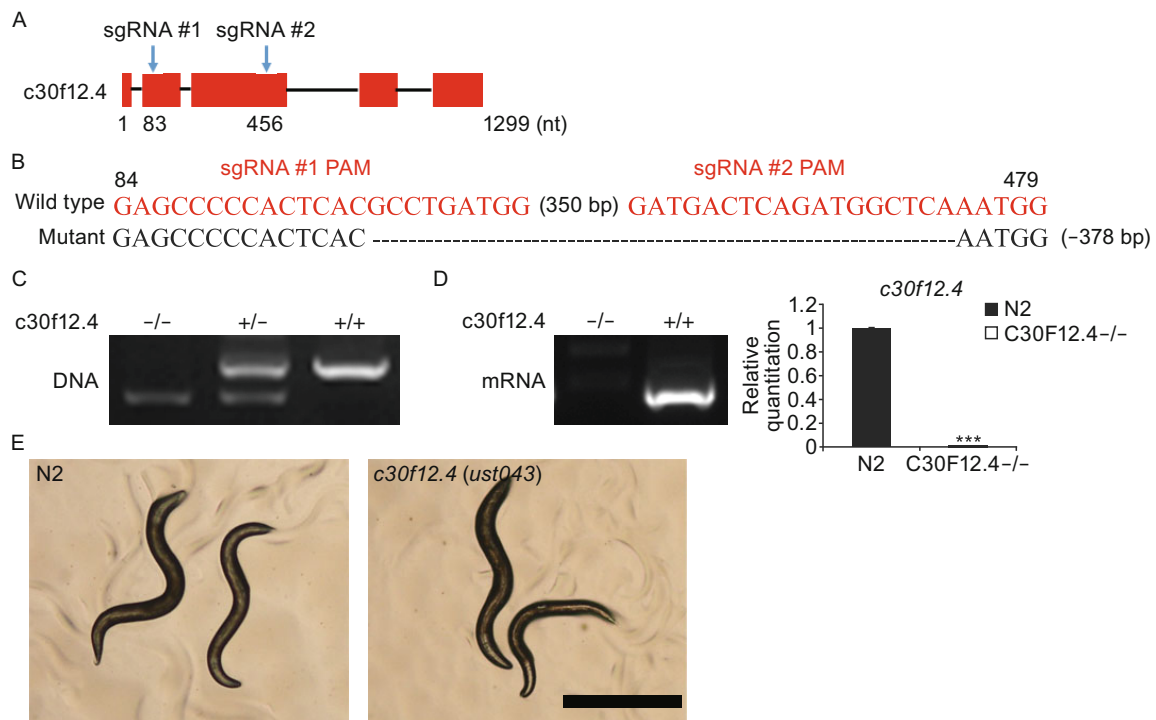 A
sgRNA #1 sgRNA #2
c30f12.4
1 83 456 1299 (nt)
B
sgRNA #1 PAM sgRNA #2 PAM
84 479
Wild type GAGCCCCCACTCACGCCTGATGG (350 bp) GATGACTCAGATGGCTCAAATGG
Mutant GAGCCCCCACTCAC --- AATGG (−378 bp)
C
c30f12.4 −/− +/− +/+
DNA
D
c30f12.4 −/− +/+
mRNA
c30f12.4
Relative quantitation
1.2
1
0.8
0.6
0.4
0.2
0
N2
C30F12.4−/−
***
N2 C30F12.4−/−
E
N2
c30f12.4 (ust043)